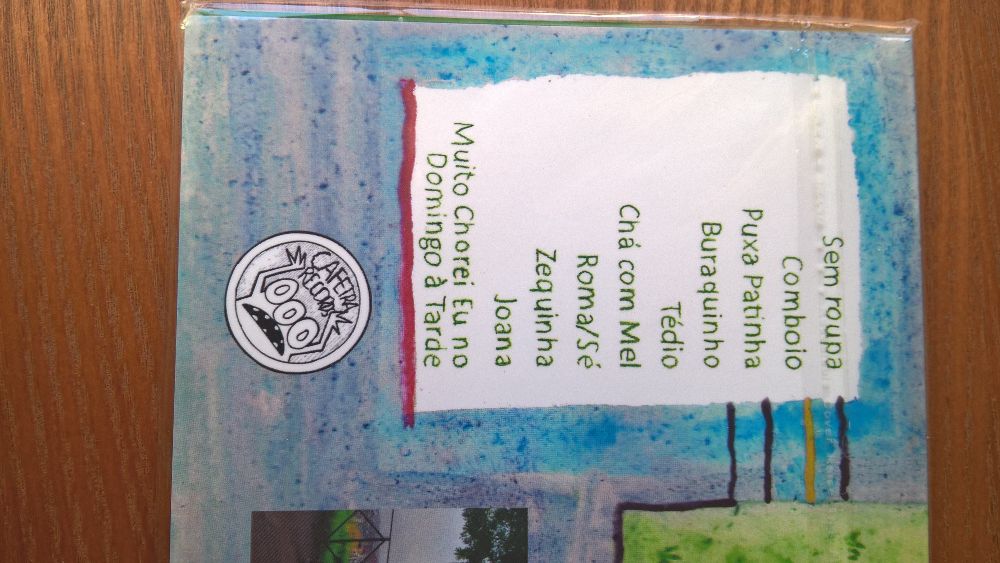 Sem roupa
Comboio
Puxa Patinha
Buraquinho
Tédio
Chá com Mel
Roma/Sé
Zequinha
Joana
Muito Chorei Eu no
Domingo à Tarde
CAFETRA
RECORDS